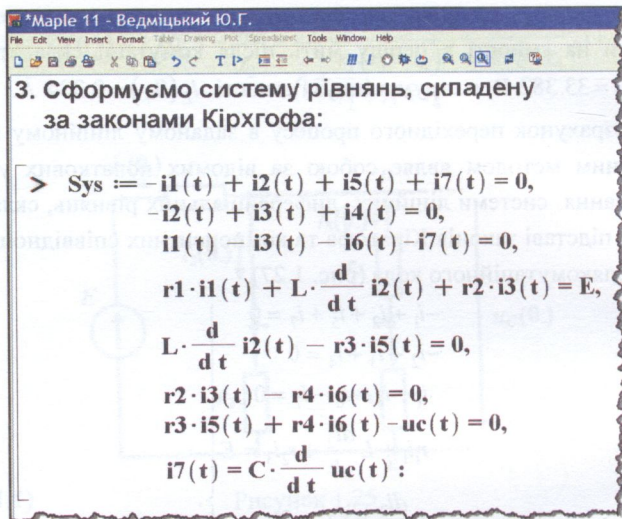 *Maple 11 - Ведміцький Ю.Г.
File Edit View Insert Format Table Drawing Plot Spreadsheet Tools Window Help
3. Сформуємо систему рівнянь, складену
за законами Кірхгофа:
> Sys := − i1(t) + i2(t) + i5(t) − i7(t) = 0,
− i2(t) + i3(t) + i4(t) = 0,
i1(t) − i3(t) − i6(t) + i7(t) = 0,
r1·i1(t) + L· d/dt i2(t) + r2·i3(t) = E,
L· d/dt i2(t) − r3·i5(t) = 0,
r2·i3(t) − r4·i6(t) = 0,
r3·i5(t) + r4·i6(t) − uc(t) = 0,
i7(t) = C· d/dt uc(t) :